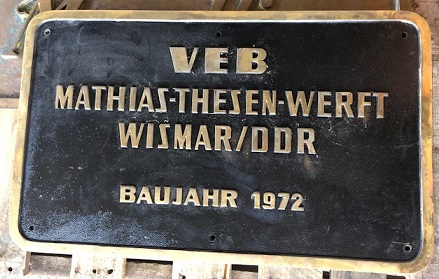 VEB
MATHIAS-THESEN-WERFT
WISMAR/DDR
BAUJAHR 1972